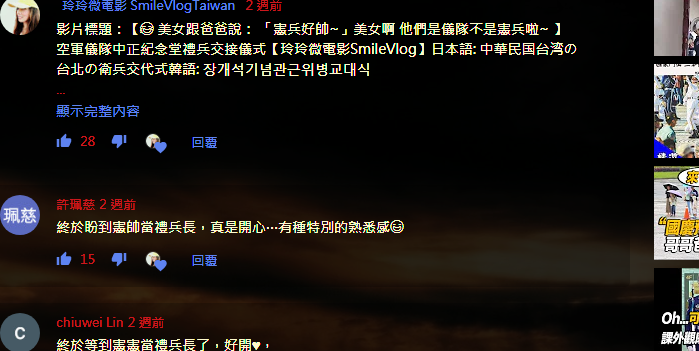 玲玲微電影 SmileVlogTaiwan 2 週前
影片標題：【😄 美女跟爸爸說：「憲兵好帥~」美女啊 他們是儀隊不是憲兵啦~ 】
空軍儀隊中正紀念堂禮兵交接儀式【玲玲微電影SmileVlog】日本語: 中華民国台湾の
台北の衛兵交代式韓語: 장개석기념관근위병교대식
...
顯示完整內容
28 回覆
珮慈
許珮慈 2 週前
終於盼到憲帥當禮兵長，真是開心⋯有種特別的熟悉感😃
15 回覆
C
chiuwei Lin 2 週前
終於等到憲憲當禮兵長了，好開♥，
來
“國慶
哥哥
Oh...可
課外觀